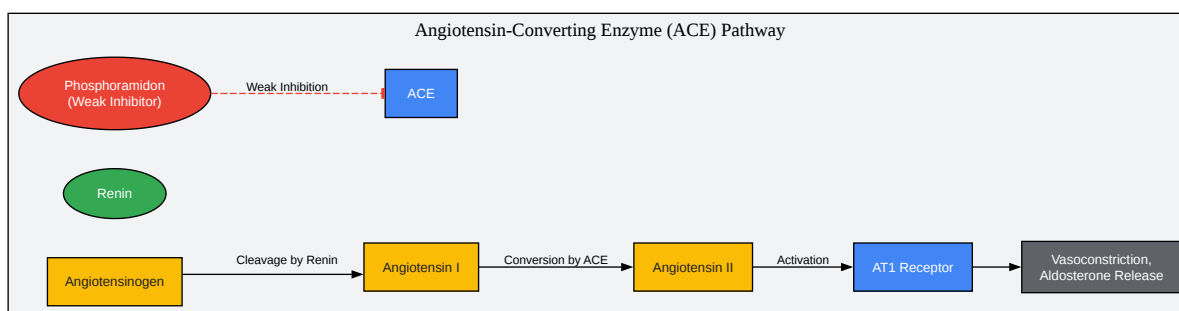 Angiotensin-Converting Enzyme (ACE) Pathway
Phosphoramidon
(Weak Inhibitor)
Weak Inhibition
ACE
Renin
Angiotensinogen
Cleavage by Renin
Angiotensin I
Conversion by ACE
Angiotensin II
Activation
AT1 Receptor
Vasoconstriction,
Aldosterone Release